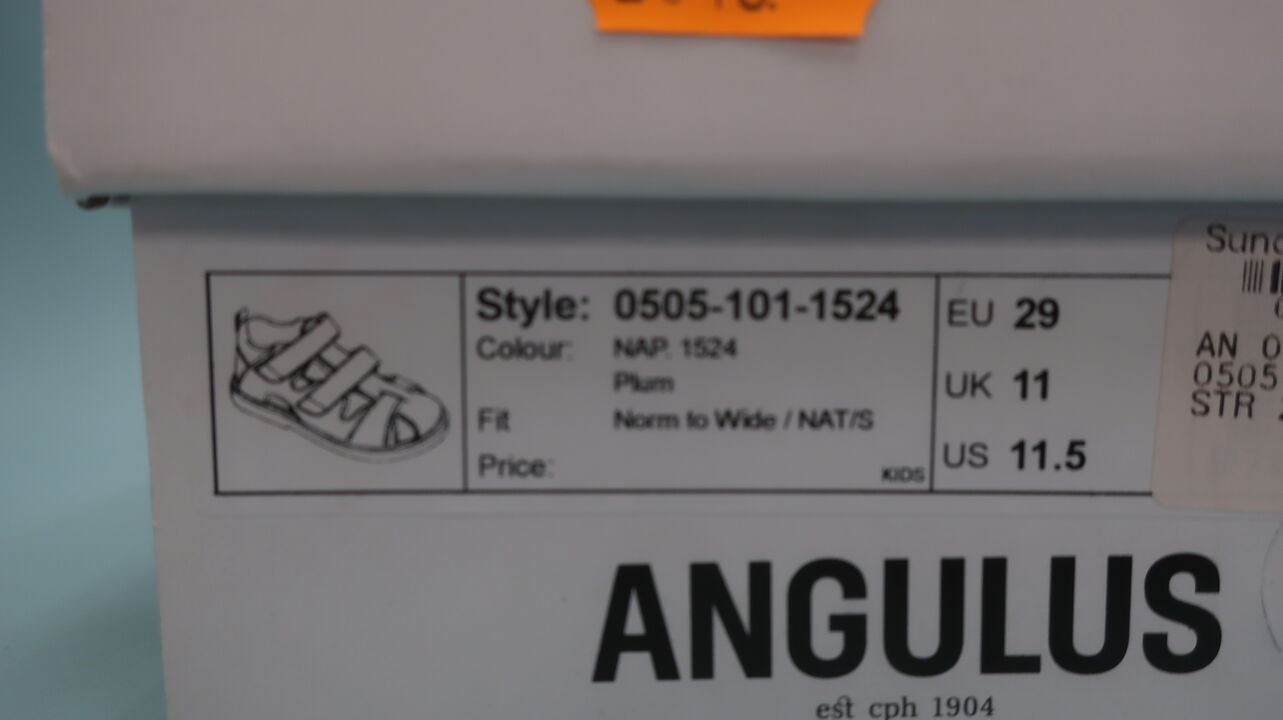 Style: 0505-101-1524
Colour: NAP. 1524
Plum
Fit Norm to Wide / NAT/S
Price:
KIDS
EU 29
UK 11
US 11.5
AN
0505
STR
ANGULUS
est cph 1904